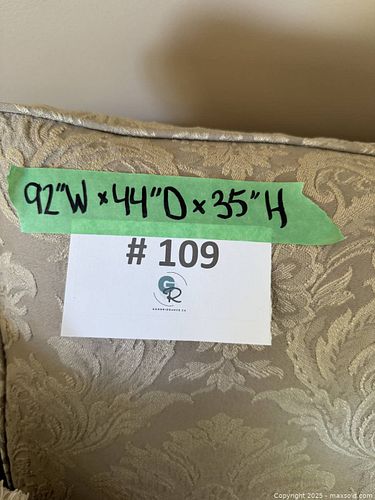 92"W x 44"D x 35"H
# 109
GR
Copyright 2025 - maxsold.com